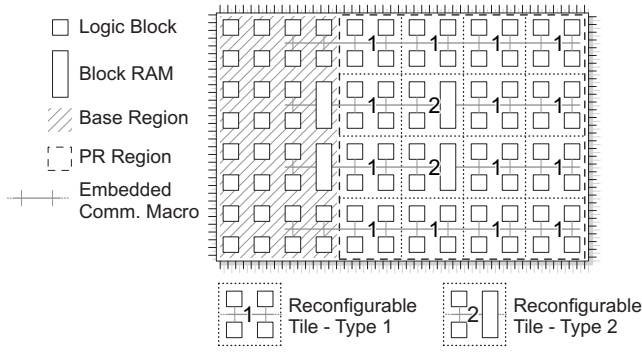 Logic Block
Block RAM
Base Region
PR Region
Embedded
Comm. Macro
1 1 1 1
1 2 1 1
1 2 1 1
1 1 1 1
1
Reconfigurable
Tile - Type 1
2
Reconfigurable
Tile - Type 2